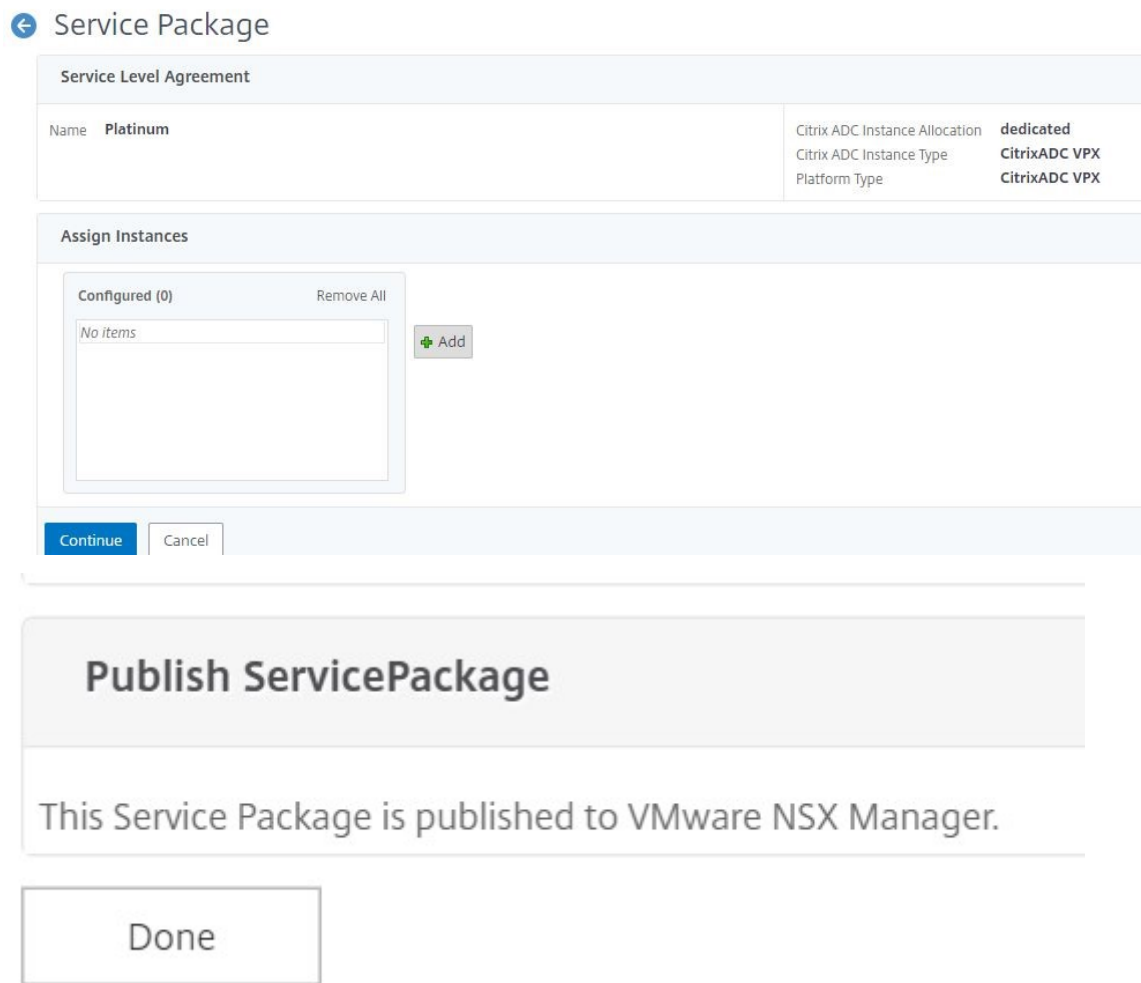 Service Package
Service Level Agreement
Name Platinum
Citrix ADC Instance Allocation dedicated
Citrix ADC Instance Type CitrixADC VPX
Platform Type CitrixADC VPX
Assign Instances
Configured (0) Remove All
No items
Add
Continue Cancel
Publish ServicePackage
This Service Package is published to VMware NSX Manager.
Done